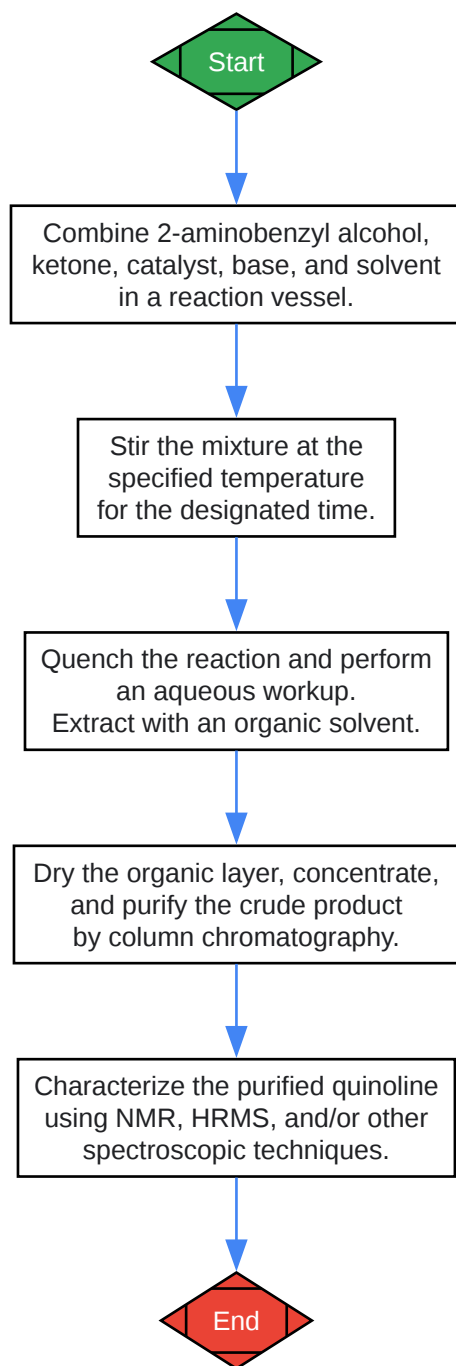 Start
Combine 2-aminobenzyl alcohol,
ketone, catalyst, base, and solvent
in a reaction vessel.
Stir the mixture at the
specified temperature
for the designated time.
Quench the reaction and perform
an aqueous workup.
Extract with an organic solvent.
Dry the organic layer, concentrate,
and purify the crude product
by column chromatography.
Characterize the purified quinoline
using NMR, HRMS, and/or other
spectroscopic techniques.
End